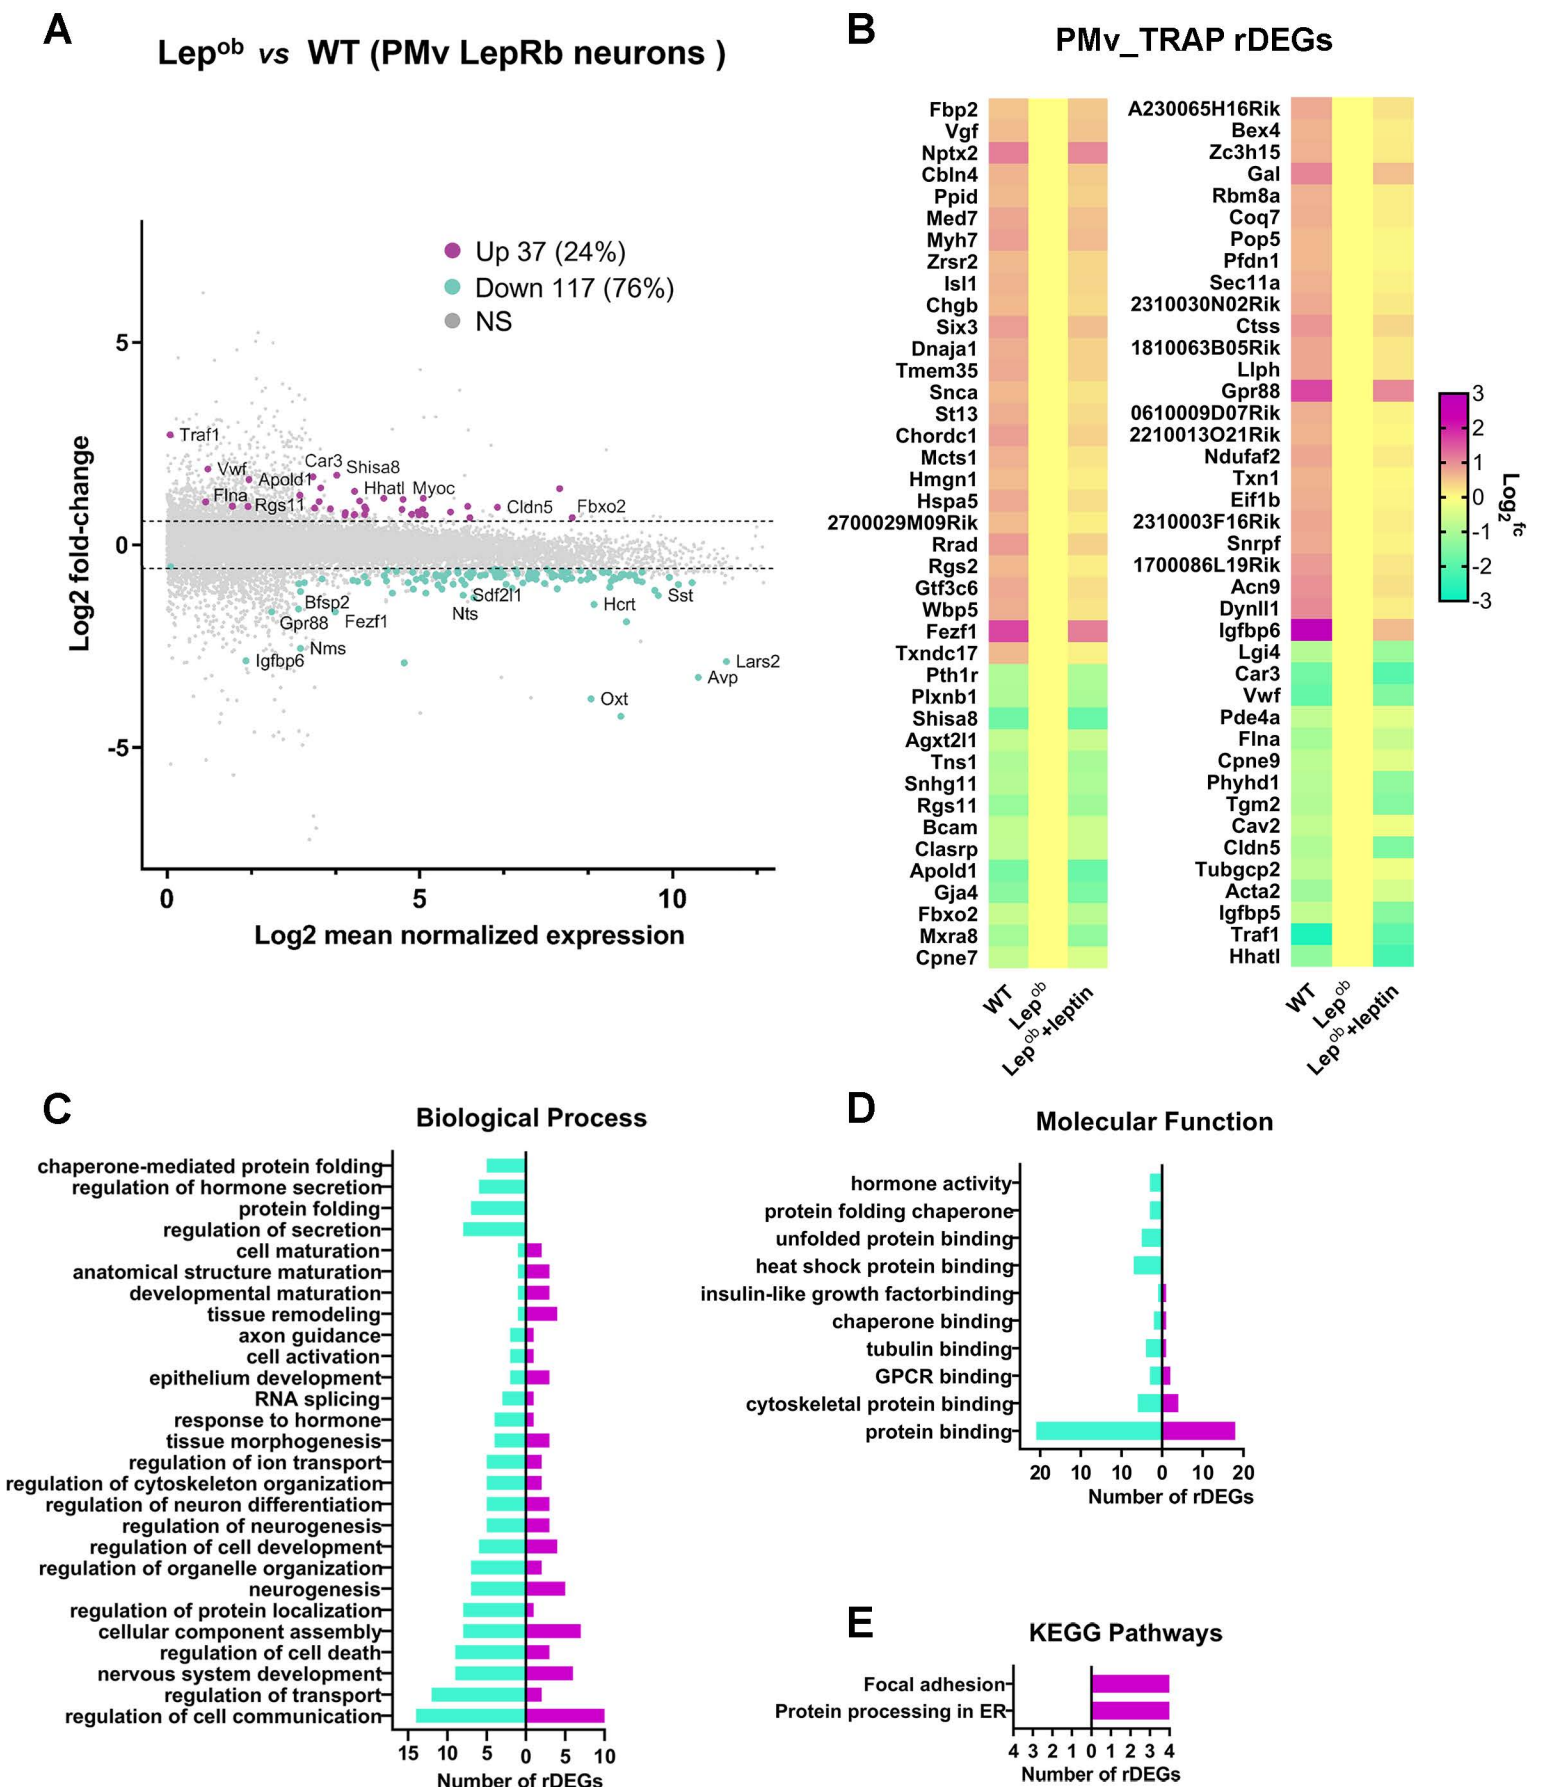 A
Lep^ob vs WT (PMv LepRb neurons )
Up 37 (24%)
Down 117 (76%)
NS
Log2 fold-change
5
0
-5
Traf1
Vwf
Flna
Apold1
Rgs11
Car3
Shisa8
Hhatl
Myoc
Cldn5
Fbxo2
Bfsp2
Gpr88
Fezf1
Nms
Igfbp6
Nts
Sdf2l1
Hcrt
Sst
Lars2
Avp
Oxt
0
5
10
Log2 mean normalized expression
B
PMv_TRAP rDEGs
Fbp2
Vgf
Nptx2
Cbln4
Ppid
Med7
Myh7
Zrsr2
Isl1
Chgb
Six3
Dnaja1
Tmem35
Snca
St13
Chordc1
Mcts1
Hmgn1
Hspa5
2700029M09Rik
Rrad
Rgs2
Gtf3c6
Wbp5
Fezf1
Txndc17
Pth1r
Plxnb1
Shisa8
Agxt2l1
Tns1
Snhg11
Rgs11
Bcam
Clasrp
Apold1
Gja4
Fbxo2
Mxra8
Cpne7
WT
Lep^ob
Lep^ob+leptin
A230065H16Rik
Bex4
Zc3h15
Gal
Rbm8a
Coq7
Pop5
Pfdn1
Sec11a
2310030N02Rik
Ctss
1810063B05Rik
Llph
Gpr88
0610009D07Rik
2210013O21Rik
Ndufaf2
Txn1
Eif1b
2310003F16Rik
Snrpf
1700086L19Rik
Acn9
Dynll1
Igfbp6
Lgi4
Car3
Vwf
Pde4a
Flna
Cpne9
Phyhd1
Tgm2
Cav2
Cldn5
Tubgcp2
Acta2
Igfbp5
Traf1
Hhatl
WT
Lep^ob
Lep^ob+leptin
3
2
1
0
-1
-2
-3
Log2 fc
C
Biological Process
chaperone-mediated protein folding
regulation of hormone secretion
protein folding
regulation of secretion
cell maturation
anatomical structure maturation
developmental maturation
tissue remodeling
axon guidance
cell activation
epithelium development
RNA splicing
response to hormone
tissue morphogenesis
regulation of ion transport
regulation of cytoskeleton organization
regulation of neuron differentiation
regulation of neurogenesis
regulation of cell development
regulation of organelle organization
neurogenesis
regulation of protein localization
cellular component assembly
regulation of cell death
nervous system development
regulation of transport
regulation of cell communication
15 10 5 0 5 10
Number of rDEGs
D
Molecular Function
hormone activity
protein folding chaperone
unfolded protein binding
heat shock protein binding
insulin-like growth factorbinding
chaperone binding
tubulin binding
GPCR binding
cytoskeletal protein binding
protein binding
20 10 10 0 10 20
Number of rDEGs
E
KEGG Pathways
Focal adhesion
Protein processing in ER
4 3 2 1 0 1 2 3 4
Number of rDEGs